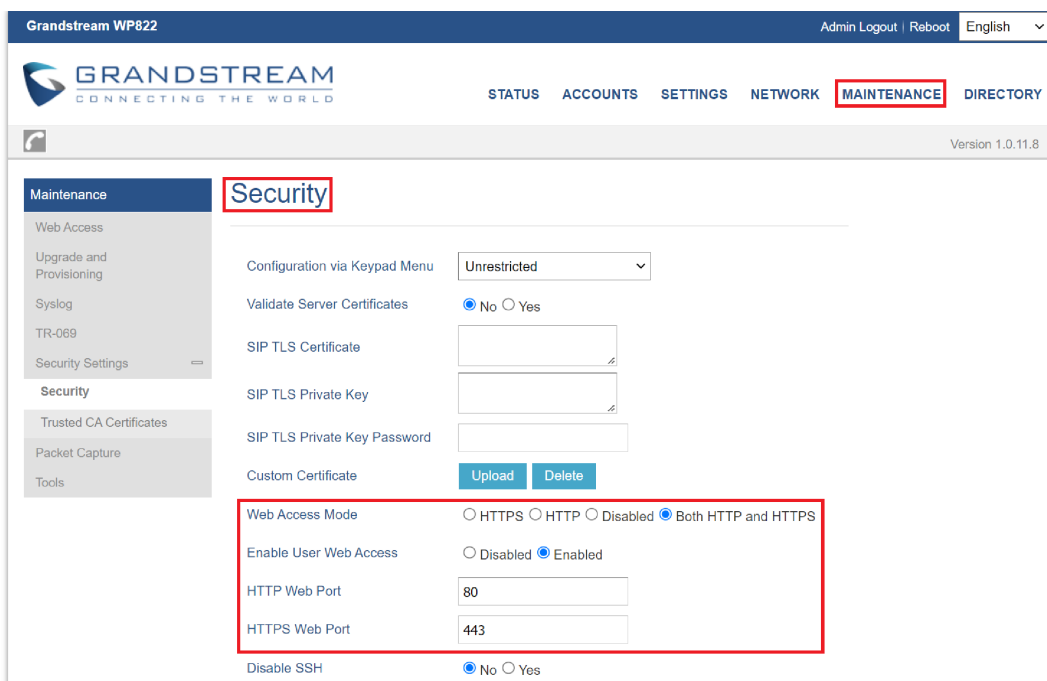 Grandstream WP822
Admin Logout | Reboot English
GRANDSTREAM
CONNECTING THE WORLD
STATUS ACCOUNTS SETTINGS NETWORK MAINTENANCE DIRECTORY
Version 1.0.11.8
Maintenance
Web Access
Upgrade and
Provisioning
Syslog
TR-069
Security Settings
Security
Trusted CA Certificates
Packet Capture
Tools
Security
Configuration via Keypad Menu Unrestricted
Validate Server Certificates No Yes
SIP TLS Certificate
SIP TLS Private Key
SIP TLS Private Key Password
Custom Certificate Upload Delete
Web Access Mode HTTPS HTTP Disabled Both HTTP and HTTPS
Enable User Web Access Disabled Enabled
HTTP Web Port 80
HTTPS Web Port 443
Disable SSH No Yes